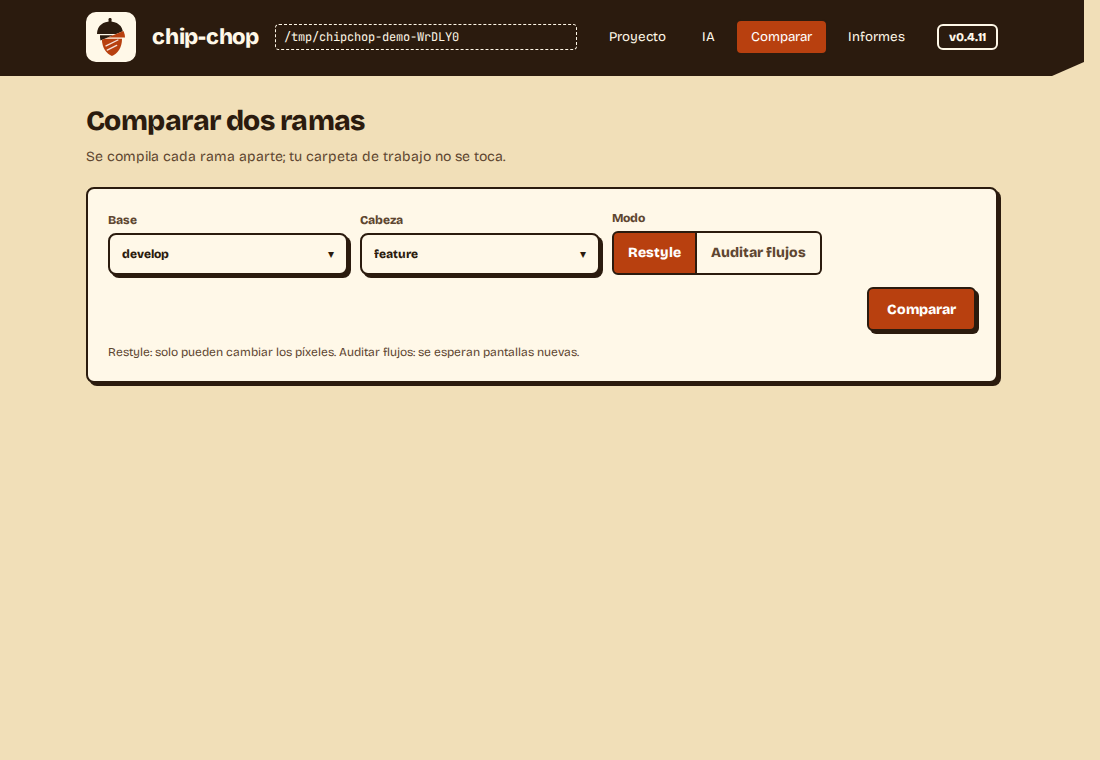 chip-chop /tmp/chipchop-demo-WrDLY0 Proyecto IA Comparar Informes v0.4.11
Comparar dos ramas
Se compila cada rama aparte; tu carpeta de trabajo no se toca.
Base Cabeza Modo
develop ▾ feature ▾ Restyle Auditar flujos
Comparar
Restyle: solo pueden cambiar los píxeles. Auditar flujos: se esperan pantallas nuevas.